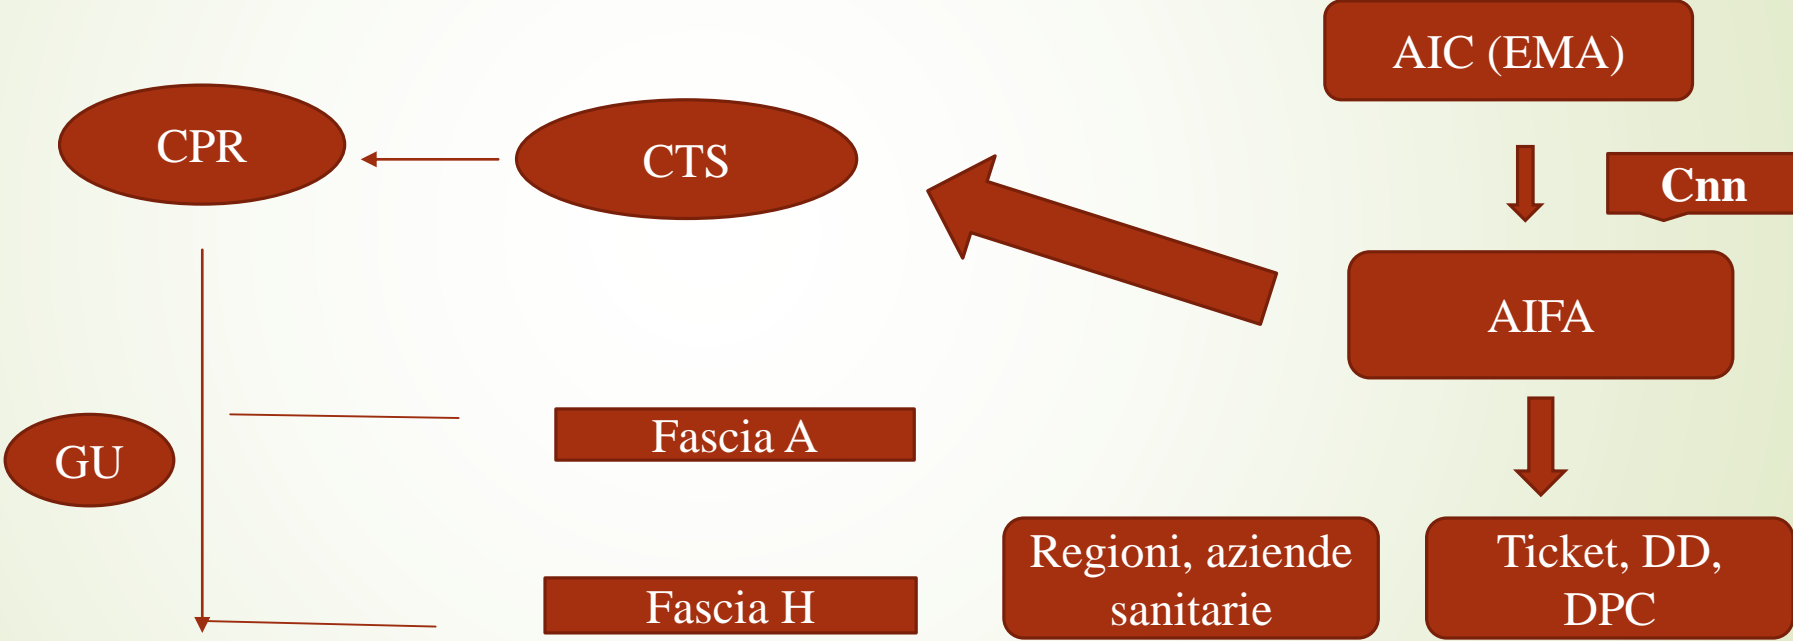 AIC (EMA)
CPR
CTS
Cnn
AIFA
Fascia A
GU
Regioni, aziende
sanitarie
Ticket, DD,
DPC
Fascia H